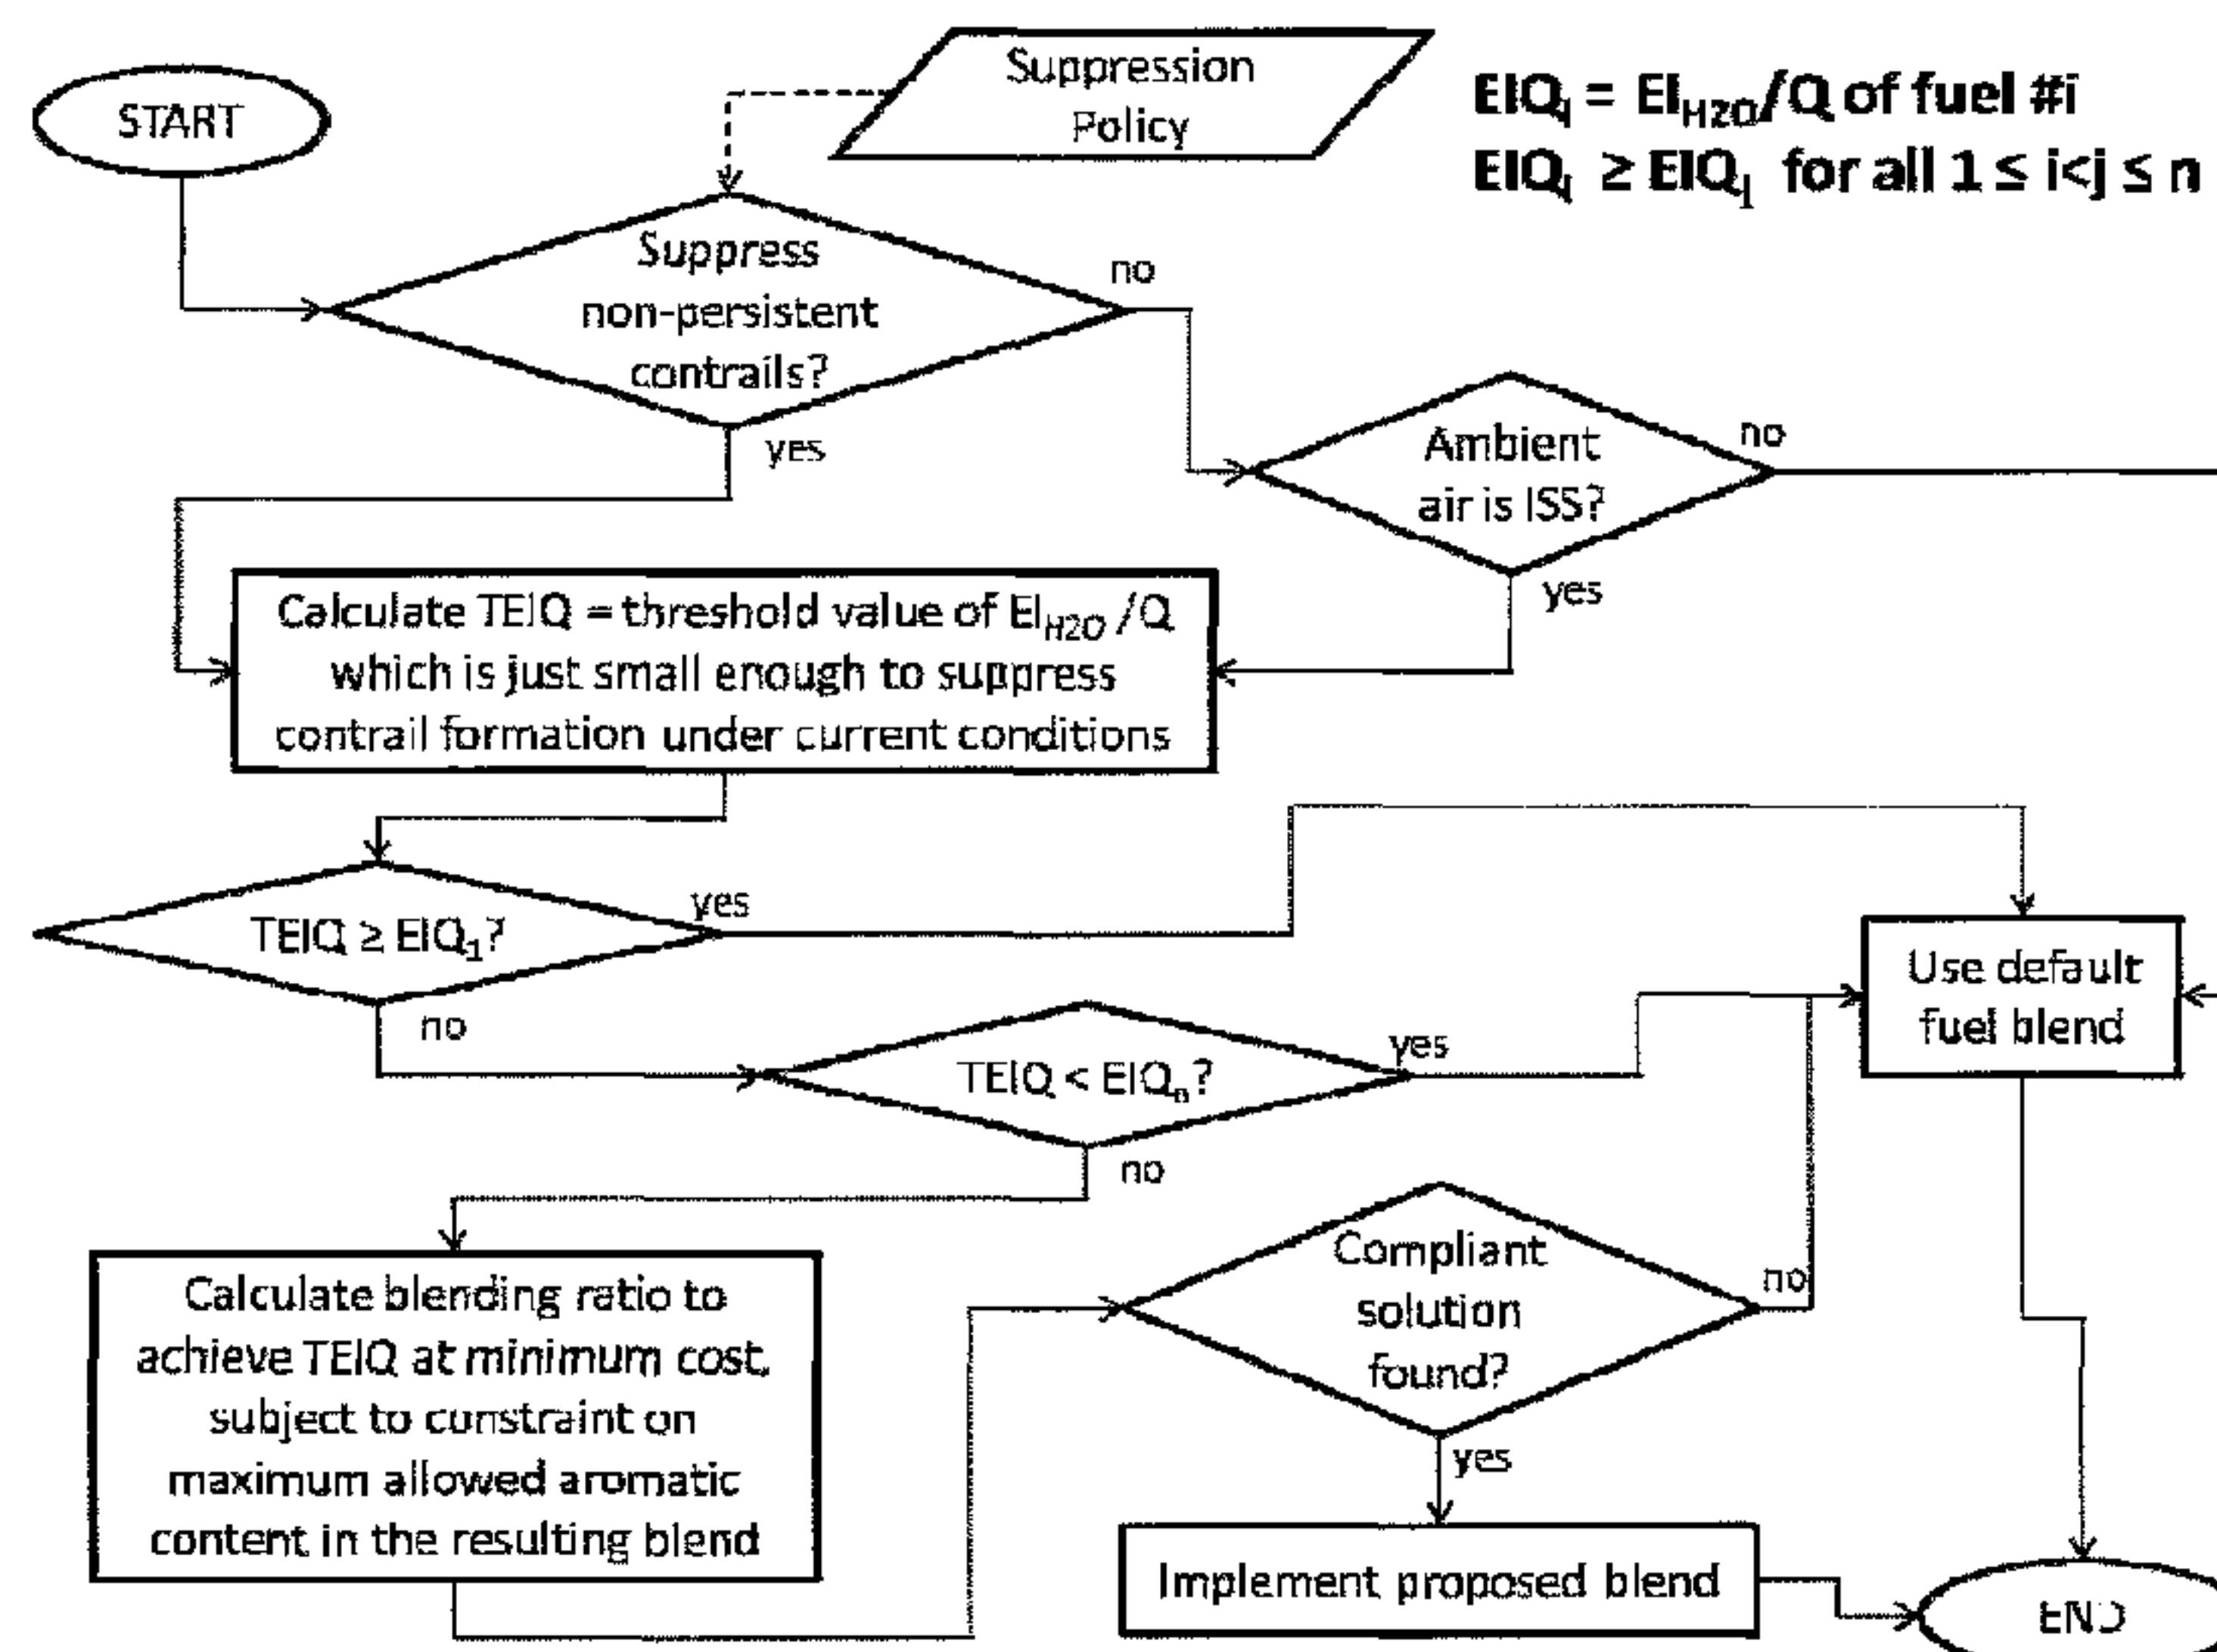 START
Suppression
Policy
EIQi = EIH2O/Q of fuel #i
EIQi ≥ EIQj for all 1 ≤ i<j ≤ n
Suppress
non-persistent
contrails?
no
yes
Ambient
air is ISS?
no
yes
Calculate TEIQ = threshold value of EIH2O /Q
which is just small enough to suppress
contrail formation under current conditions
TEIQ ≥ EIQ1?
yes
no
Use default
fuel blend
TEIQ < EIQn?
yes
no
Calculate blending ratio to
achieve TEIQ at minimum cost,
subject to constraint on
maximum allowed aromatic
content in the resulting blend
Compliant
solution
found?
no
yes
Implement proposed blend
END